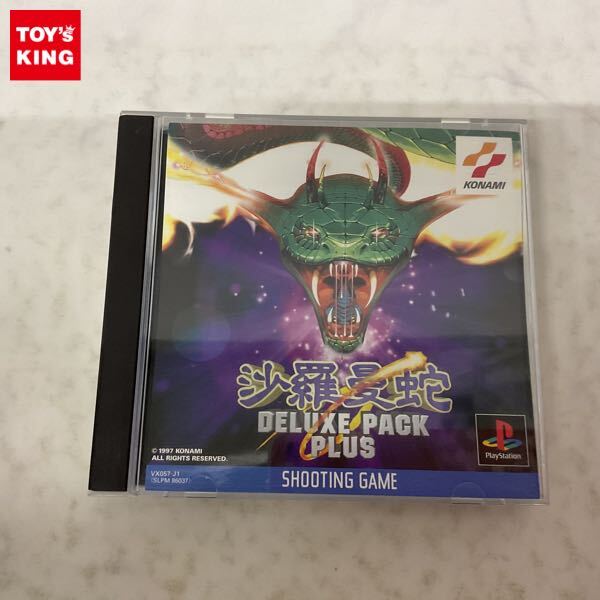 TOY's
KING
KONAMI
沙羅曼蛇
DELUXE PACK
PLUS
© 1997 KONAMI
ALL RIGHTS RESERVED.
PlayStation
VX057-J1
(SLPM 86037)
SHOOTING GAME